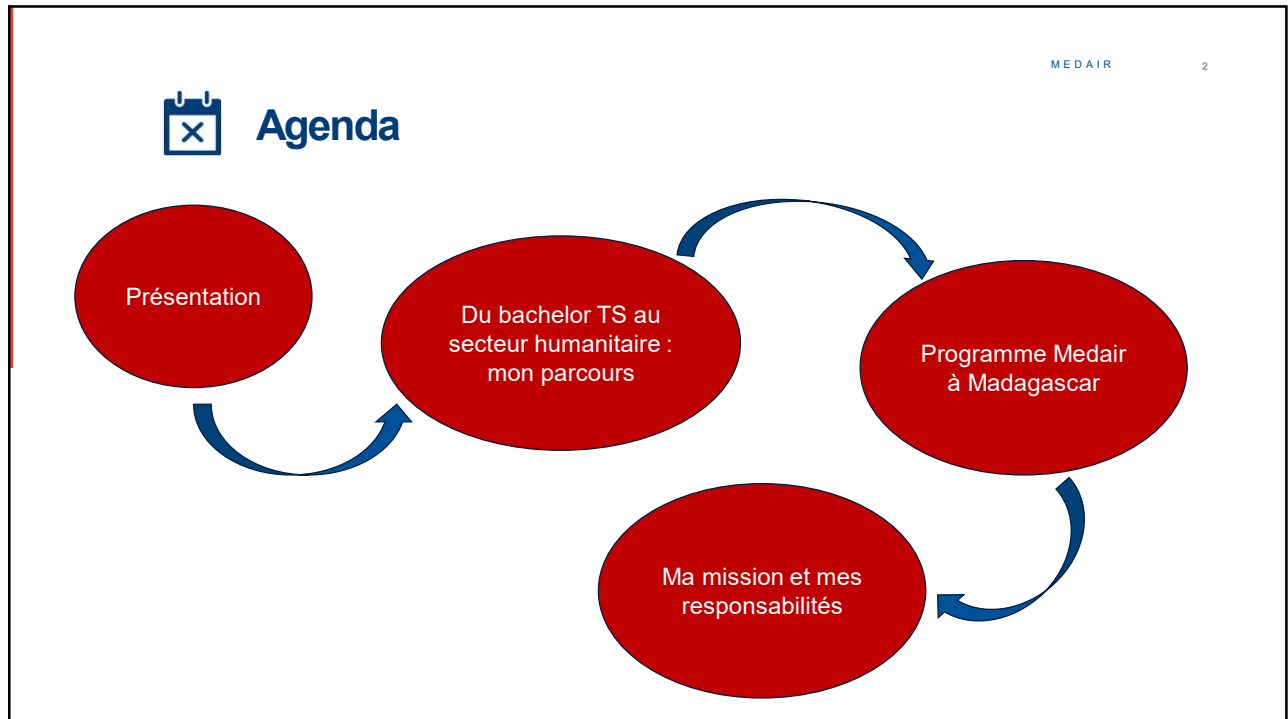 MEDAIR 2
Agenda
Présentation
Du bachelor TS au
secteur humanitaire :
mon parcours
Programme Medair
à Madagascar
Ma mission et mes
responsabilités